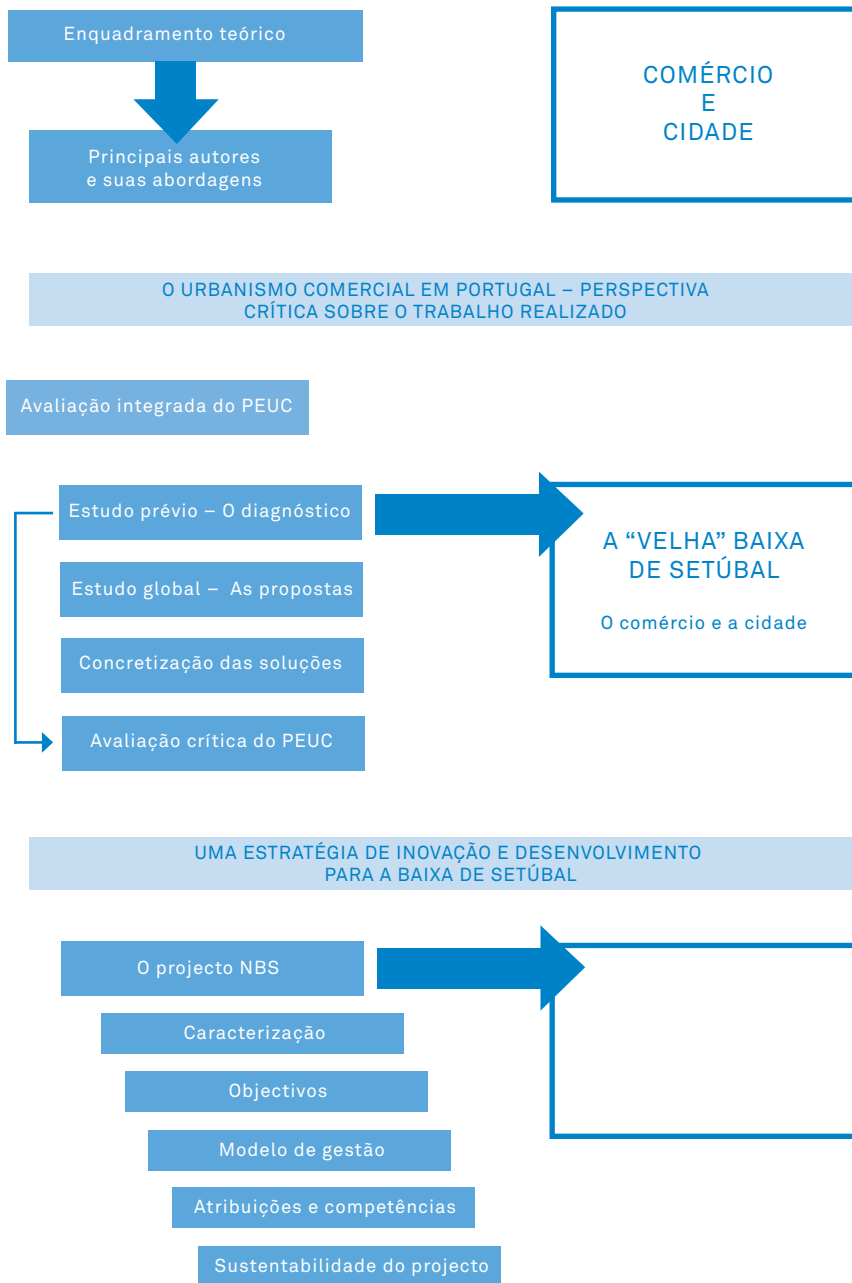 Enquadramento teórico
Principais autores
e suas abordagens
COMÉRCIO
E
CIDADE
O URBANISMO COMERCIAL EM PORTUGAL – PERSPECTIVA
CRÍTICA SOBRE O TRABALHO REALIZADO
Avaliação integrada do PEUC
Estudo prévio – O diagnóstico
Estudo global – As propostas
Concretização das soluções
Avaliação crítica do PEUC
A “VELHA” BAIXA
DE SETÚBAL
O comércio e a cidade
UMA ESTRATÉGIA DE INOVAÇÃO E DESENVOLVIMENTO
PARA A BAIXA DE SETÚBAL
O projecto NBS
Caracterização
Objectivos
Modelo de gestão
Atribuições e competências
Sustentabilidade do projecto